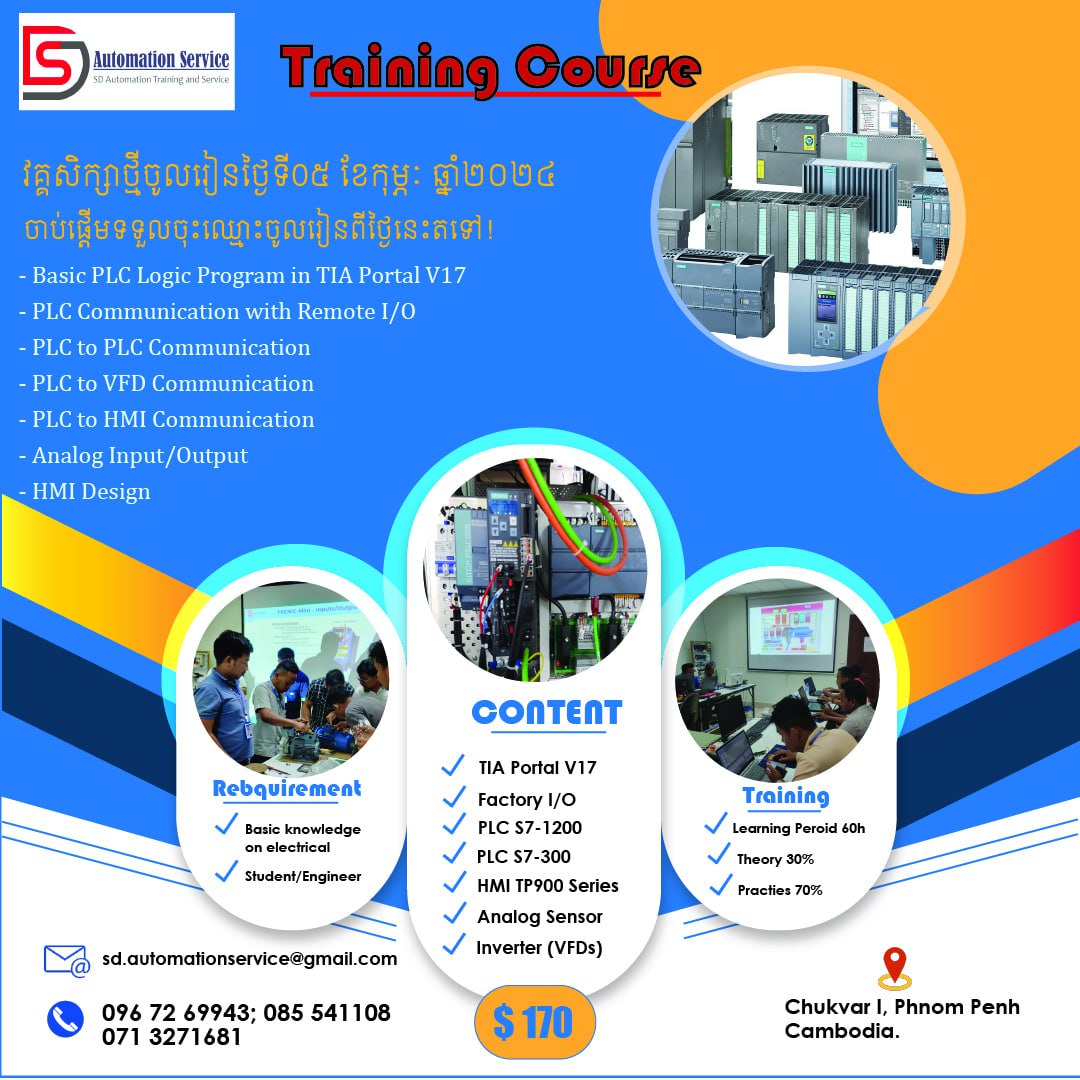 Automation Service
SD Automation Training and Service
Training Course
វគ្គសិក្សាថ្មីចូលរៀនថ្ងៃទី០៥ ខែកុម្ភៈ ឆ្នាំ២០២៤
ចាប់ផ្តើមទទួលចុះឈ្មោះចូលរៀនពីថ្ងៃនេះតទៅ!
- Basic PLC Logic Program in TIA Portal V17
- PLC Communication with Remote I/O
- PLC to PLC Communication
- PLC to VFD Communication
- PLC to HMI Communication
- Analog Input/Output
- HMI Design
Rebquirement
Basic knowledge
on electrical
Student/Engineer
CONTENT
TIA Portal V17
Factory I/O
PLC S7-1200
PLC S7-300
HMI TP900 Series
Analog Sensor
Inverter (VFDs)
$ 170
Training
Learning Peroid 60h
Theory 30%
Practies 70%
sd.automationservice@gmail.com
096 72 69943; 085 541108
071 3271681
Chukvar I, Phnom Penh
Cambodia.